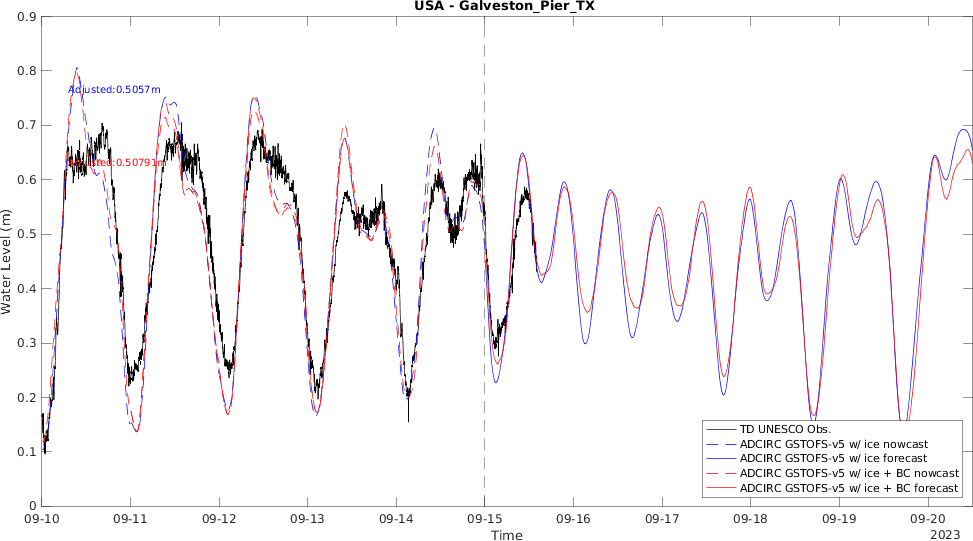 USA - Galveston_Pier_TX
0.9
0.8
0.7
0.6
0.5
0.4
0.3
0.2
0.1
0
Water Level (m)
Adjusted:0.5057m
Adjusted:0.50791m
TD UNESCO Obs.
ADCIRC GSTOFS-v5 w/ ice nowcast
ADCIRC GSTOFS-v5 w/ ice forecast
ADCIRC GSTOFS-v5 w/ ice + BC nowcast
ADCIRC GSTOFS-v5 w/ ice + BC forecast
09-10 09-11 09-12 09-13 09-14 09-15 09-16 09-17 09-18 09-19 09-20
Time
2023